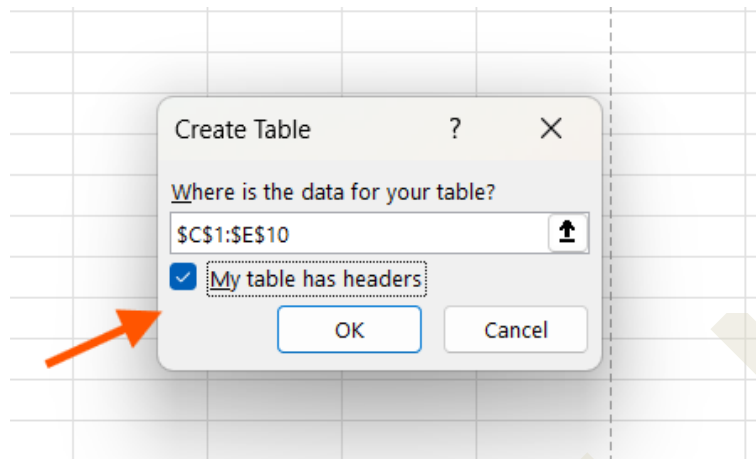 Create Table ?
Where is the data for your table?
$C$1:$E$10
My table has headers
OK Cancel